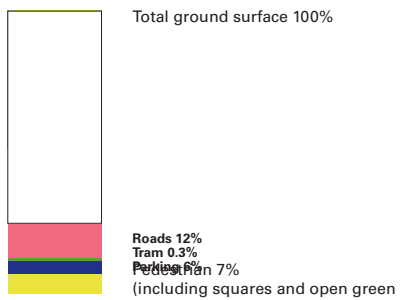 Total ground surface 100%
Roads 12%
Tram 0.3%
Parking 6%
Pedestrian 7%
(including squares and open green